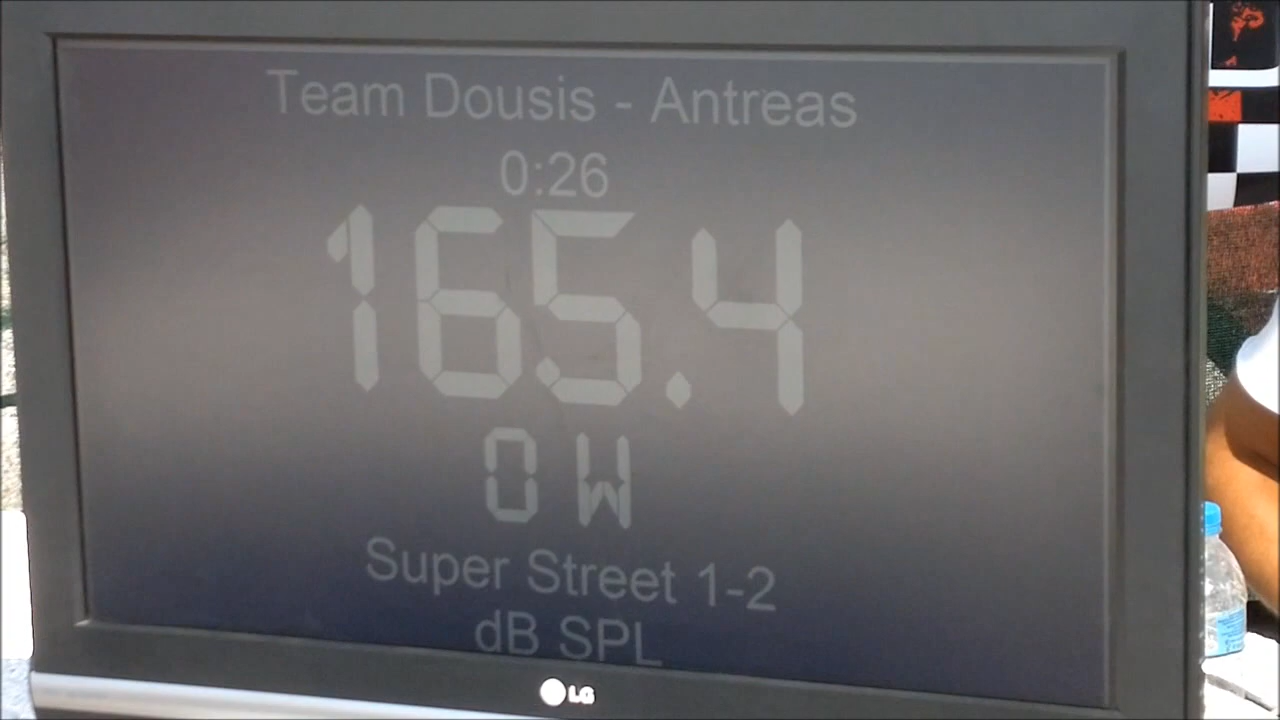 Team Dousis - Antreas
0:26
165.4
0 W
Super Street 1-2
dB SPL
LG